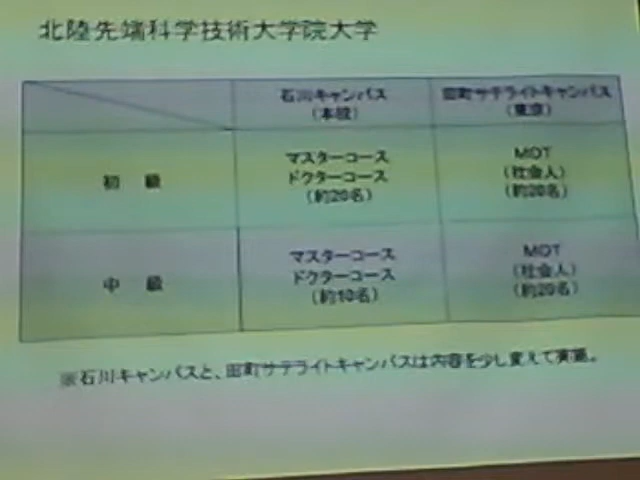 北陸先端科学技術大学院大学
石川キャンパス
(本校)
田町サテライトキャンパス
(東京)
初 級
マスターコース
ドクターコース
(約20名)
MOT
(社会人)
(約20名)
中 級
マスターコース
ドクターコース
(約10名)
MOT
(社会人)
(約20名)
※石川キャンパスと、田町サテライトキャンパスは内容を少し変えて実施。